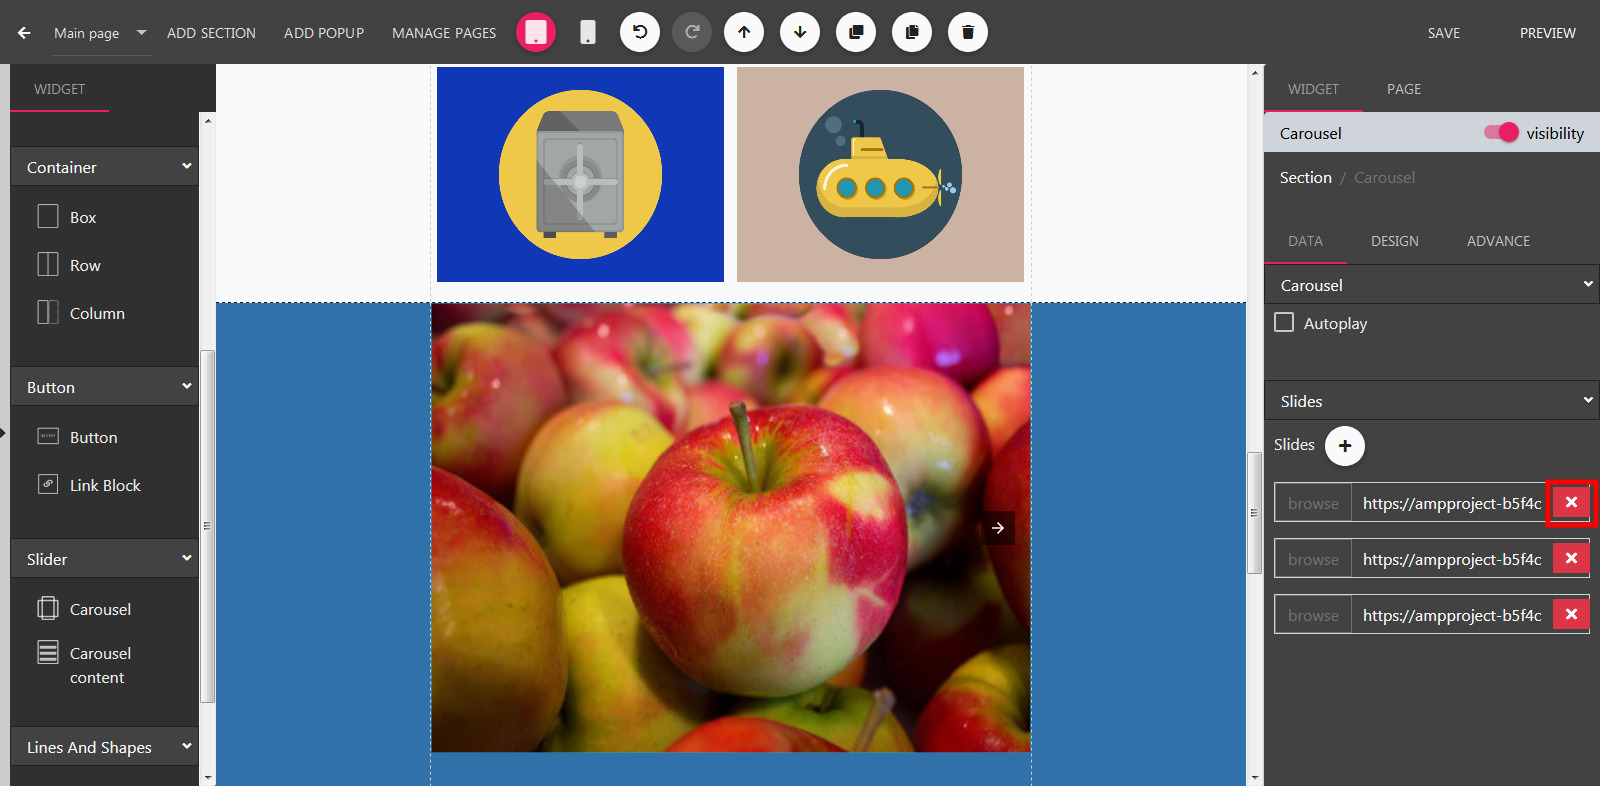 Main page
ADD SECTION
ADD POPUP
MANAGE PAGES
SAVE
PREVIEW
WIDGET
Container
Box
Row
Column
Button
Button
Link Block
Slider
Carousel
Carousel
content
Lines And Shapes
WIDGET
PAGE
Carousel
visibility
Section / Carousel
DATA
DESIGN
ADVANCE
Carousel
Autoplay
Slides
Slides
browse https://ampproject-b5f4c
browse https://ampproject-b5f4c
browse https://ampproject-b5f4c